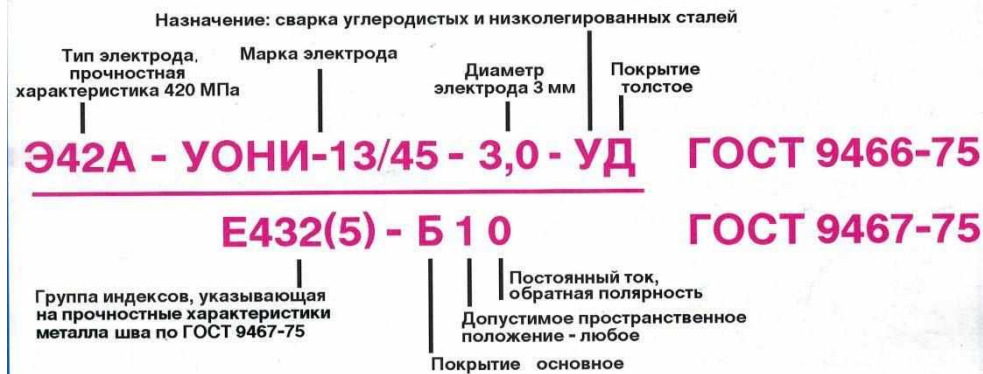 Назначение: сварка углеродистых и низколегированных сталей
Тип электрода,
прочностная
характеристика 420 МПа
Марка электрода
Диаметр
электрода 3 мм
Покрытие
толстое
Э42А - УОНИ-13/45 - 3,0 - УД ГОСТ 9466-75
Е432(5) - Б 1 0 ГОСТ 9467-75
Группа индексов, указывающая
на прочностные характеристики
металла шва по ГОСТ 9467-75
Постоянный ток,
обратная полярность
Допустимое пространственное
положение - любое
Покрытие основное